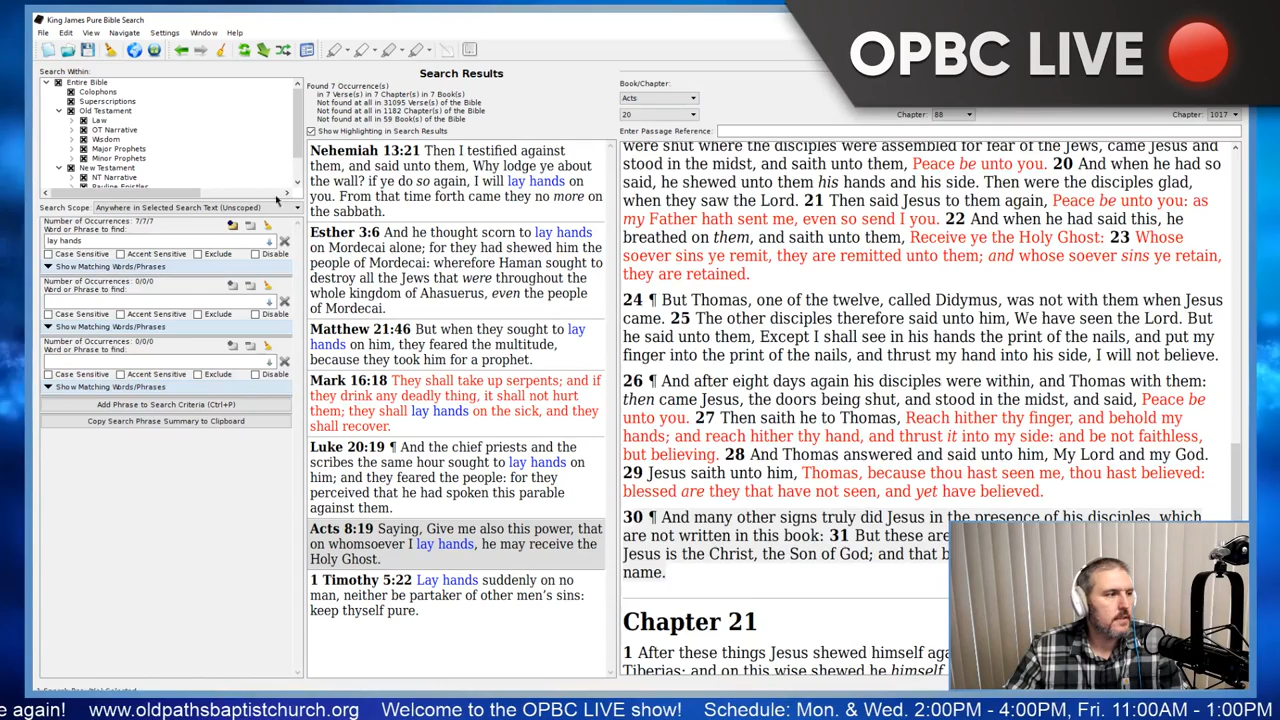 King James Pure Bible Search
OPBC LIVE
File Edit View Navigate Settings Window Help
Search Within:
Entire Bible
Colophons
Superscriptions
Old Testament
Law
OT Narrative
Wisdom
Major Prophets
Minor Prophets
New Testament
NT Narrative
Pauline Epistles
Search Scope: Anywhere in Selected Search Text (Unscoped)
Number of Occurrences: 7/7/7
Word or Phrase to find:
lay hands
Case Sensitive Accent Sensitive Exclude Disable
Show Matching Words/Phrases
Number of Occurrences: 0/0/0
Word or Phrase to find:
Case Sensitive Accent Sensitive Exclude Disable
Show Matching Words/Phrases
Number of Occurrences: 0/0/0
Word or Phrase to find:
Case Sensitive Accent Sensitive Exclude Disable
Show Matching Words/Phrases
Add Phrase to Search Criteria (Ctrl+P)
Copy Search Phrase Summary to Clipboard
Search Results
Found 7 Occurrence(s)
in 7 Verse(s) in 7 Chapter(s) in 7 Book(s)
Not found at all in 31095 Verse(s) of the Bible
Not found at all in 1182 Chapter(s) of the Bible
Not found at all in 59 Book(s) of the Bible
Show Highlighting in Search Results
Nehemiah 13:21 Then I testified against
them, and said unto them, Why lodge ye about
the wall? if ye do so again, I will lay hands on
you. From that time forth came they no more on
the sabbath.
Esther 3:6 And he thought scorn to lay hands
on Mordecai alone; for they had shewed him the
people of Mordecai: wherefore Haman sought to
destroy all the Jews that were throughout the
whole kingdom of Ahasuerus, even the people
of Mordecai.
Matthew 21:46 But when they sought to lay
hands on him, they feared the multitude,
because they took him for a prophet.
Mark 16:18 They shall take up serpents; and if
they drink any deadly thing, it shall not hurt
them; they shall lay hands on the sick, and they
shall recover.
Luke 20:19 ¶ And the chief priests and the
scribes the same hour sought to lay hands on
him; and they feared the people: for they
perceived that he had spoken this parable
against them.
Acts 8:19 Saying, Give me also this power, that
on whomsoever I lay hands, he may receive the
Holy Ghost.
1 Timothy 5:22 Lay hands suddenly on no
man, neither be partaker of other men's sins:
keep thyself pure.
Book/Chapter:
Acts
20 Chapter: 88 Chapter: 1017
Enter Passage Reference:
were shut where the disciples were assembled for fear of the Jews, came Jesus and
stood in the midst, and saith unto them, Peace be unto you. 20 And when he had so
said, he shewed unto them his hands and his side. Then were the disciples glad,
when they saw the Lord. 21 Then said Jesus to them again, Peace be unto you: as
my Father hath sent me, even so send I you. 22 And when he had said this, he
breathed on them, and saith unto them, Receive ye the Holy Ghost: 23 Whose
soever sins ye remit, they are remitted unto them; and whose soever sins ye retain,
they are retained.
24 ¶ But Thomas, one of the twelve, called Didymus, was not with them when Jesus
came. 25 The other disciples therefore said unto him, We have seen the Lord. But
he said unto them, Except I shall see in his hands the print of the nails, and put my
finger into the print of the nails, and thrust my hand into his side, I will not believe.
26 ¶ And after eight days again his disciples were within, and Thomas with them:
then came Jesus, the doors being shut, and stood in the midst, and said, Peace be
unto you. 27 Then saith he to Thomas, Reach hither thy finger, and behold my
hands; and reach hither thy hand, and thrust it into my side: and be not faithless,
but believing. 28 And Thomas answered and said unto him, My Lord and my God.
29 Jesus saith unto him, Thomas, because thou hast seen me, thou hast believed:
blessed are they that have not seen, and yet have believed.
30 ¶ And many other signs truly did Jesus in the presence of his disciples, which
are not written in this book: 31 But these are
Jesus is the Christ, the Son of God; and that b
name.
Chapter 21
1 After these things Jesus shewed himself aga
Tiberias; and on this wise shewed he himself
e again! www.oldpathsbaptistchurch.org Welcome to the OPBC LIVE show! Schedule: Mon. & Wed. 2:00PM - 4:00PM, Fri. 11:00AM - 1:00PM